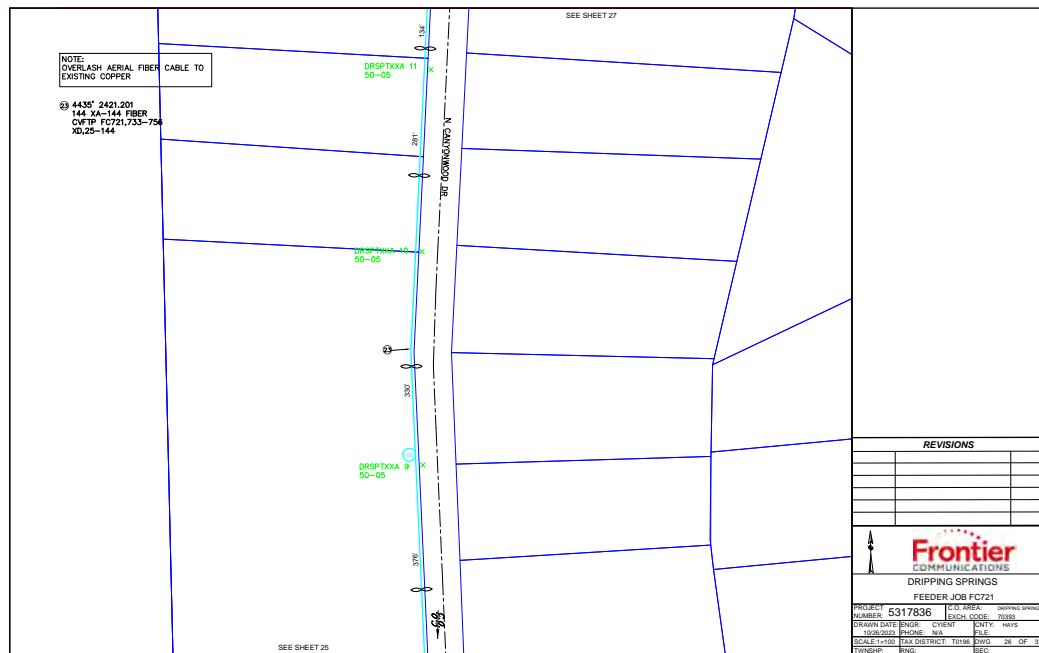 SEE SHEET 27
NOTE:
OVERLASH AERIAL FIBER CABLE TO
EXISTING COPPER
23 4435' 2421.201
144 XA-144 FIBER
CVFTP FC721,733-756
XD,25-144
134'
DRSPTXXA 11
50-05
281'
N CANYONWOOD DR
DRSPTXXA 10
50-05
23
330'
DRSPTXXA 9
50-05
376'
SEE SHEET 25
REVISIONS
Frontier
COMMUNICATIONS
DRIPPING SPRINGS
FEEDER JOB FC721
PROJECT NUMBER: 5317836
C.O. AREA: DRIPPING SPRING
EXCH. CODE: 70393
DRAWN DATE: 10/26/2023
ENGR: CYIENT
PHONE: N/A
CNTY: HAYS
FILE:
SCALE:1=100 TAX DISTRICT: T0196 DWG 26 OF 3
TWNSHP: RNG: SEC: